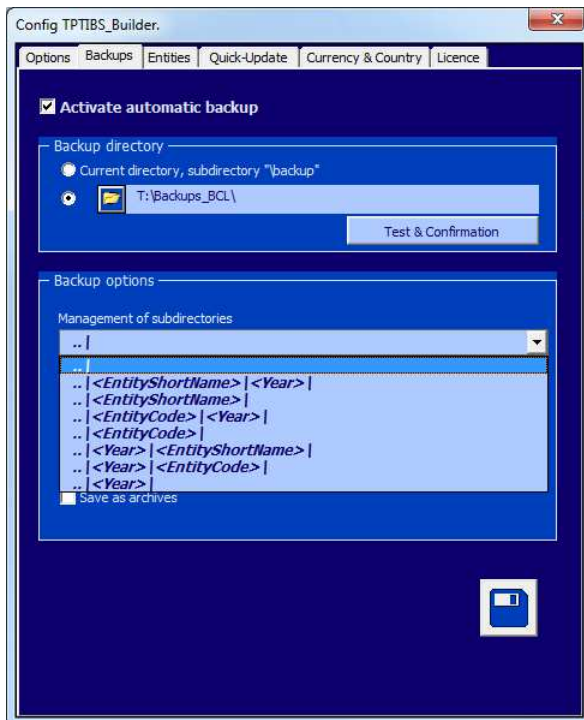 Config TPTIBS_Builder.
Options Backups Entities Quick-Update Currency & Country Licence
Activate automatic backup
Backup directory
Current directory, subdirectory "\backup"
T:\Backups_BCL\
Test & Confirmation
Backup options
Management of subdirectories
..|
..|
..|<EntityShortName>|<Year>|
..|<EntityShortName>|
..|<EntityCode>|<Year>|
..|<EntityCode>|
..|<Year>|<EntityShortName>|
..|<Year>|<EntityCode>|
..|<Year>|
Save as archives